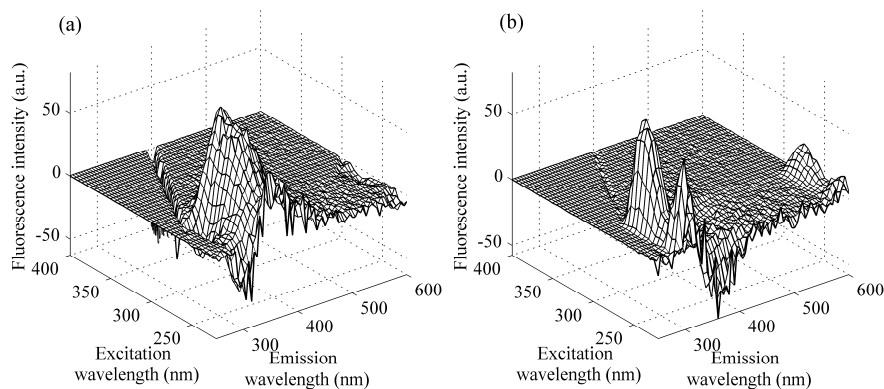 (a)
Fluorescence intensity (a.u.)
50
0
-50
400
350
300
250
Excitation
wavelength (nm)
300
400
500
600
Emission
wavelength (nm)
(b)
Fluorescence intensity (a.u.)
50
0
-50
400
350
300
250
Excitation
wavelength (nm)
300
400
500
600
Emission
wavelength (nm)